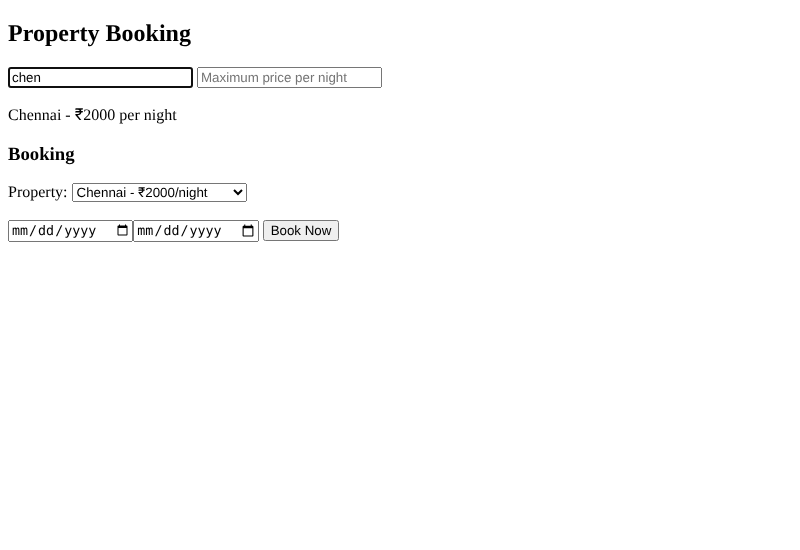 Property Booking
chen Maximum price per night
Chennai - ₹2000 per night
Booking
Property: Chennai - ₹2000/night
mm/dd/yyyy mm/dd/yyyy Book Now